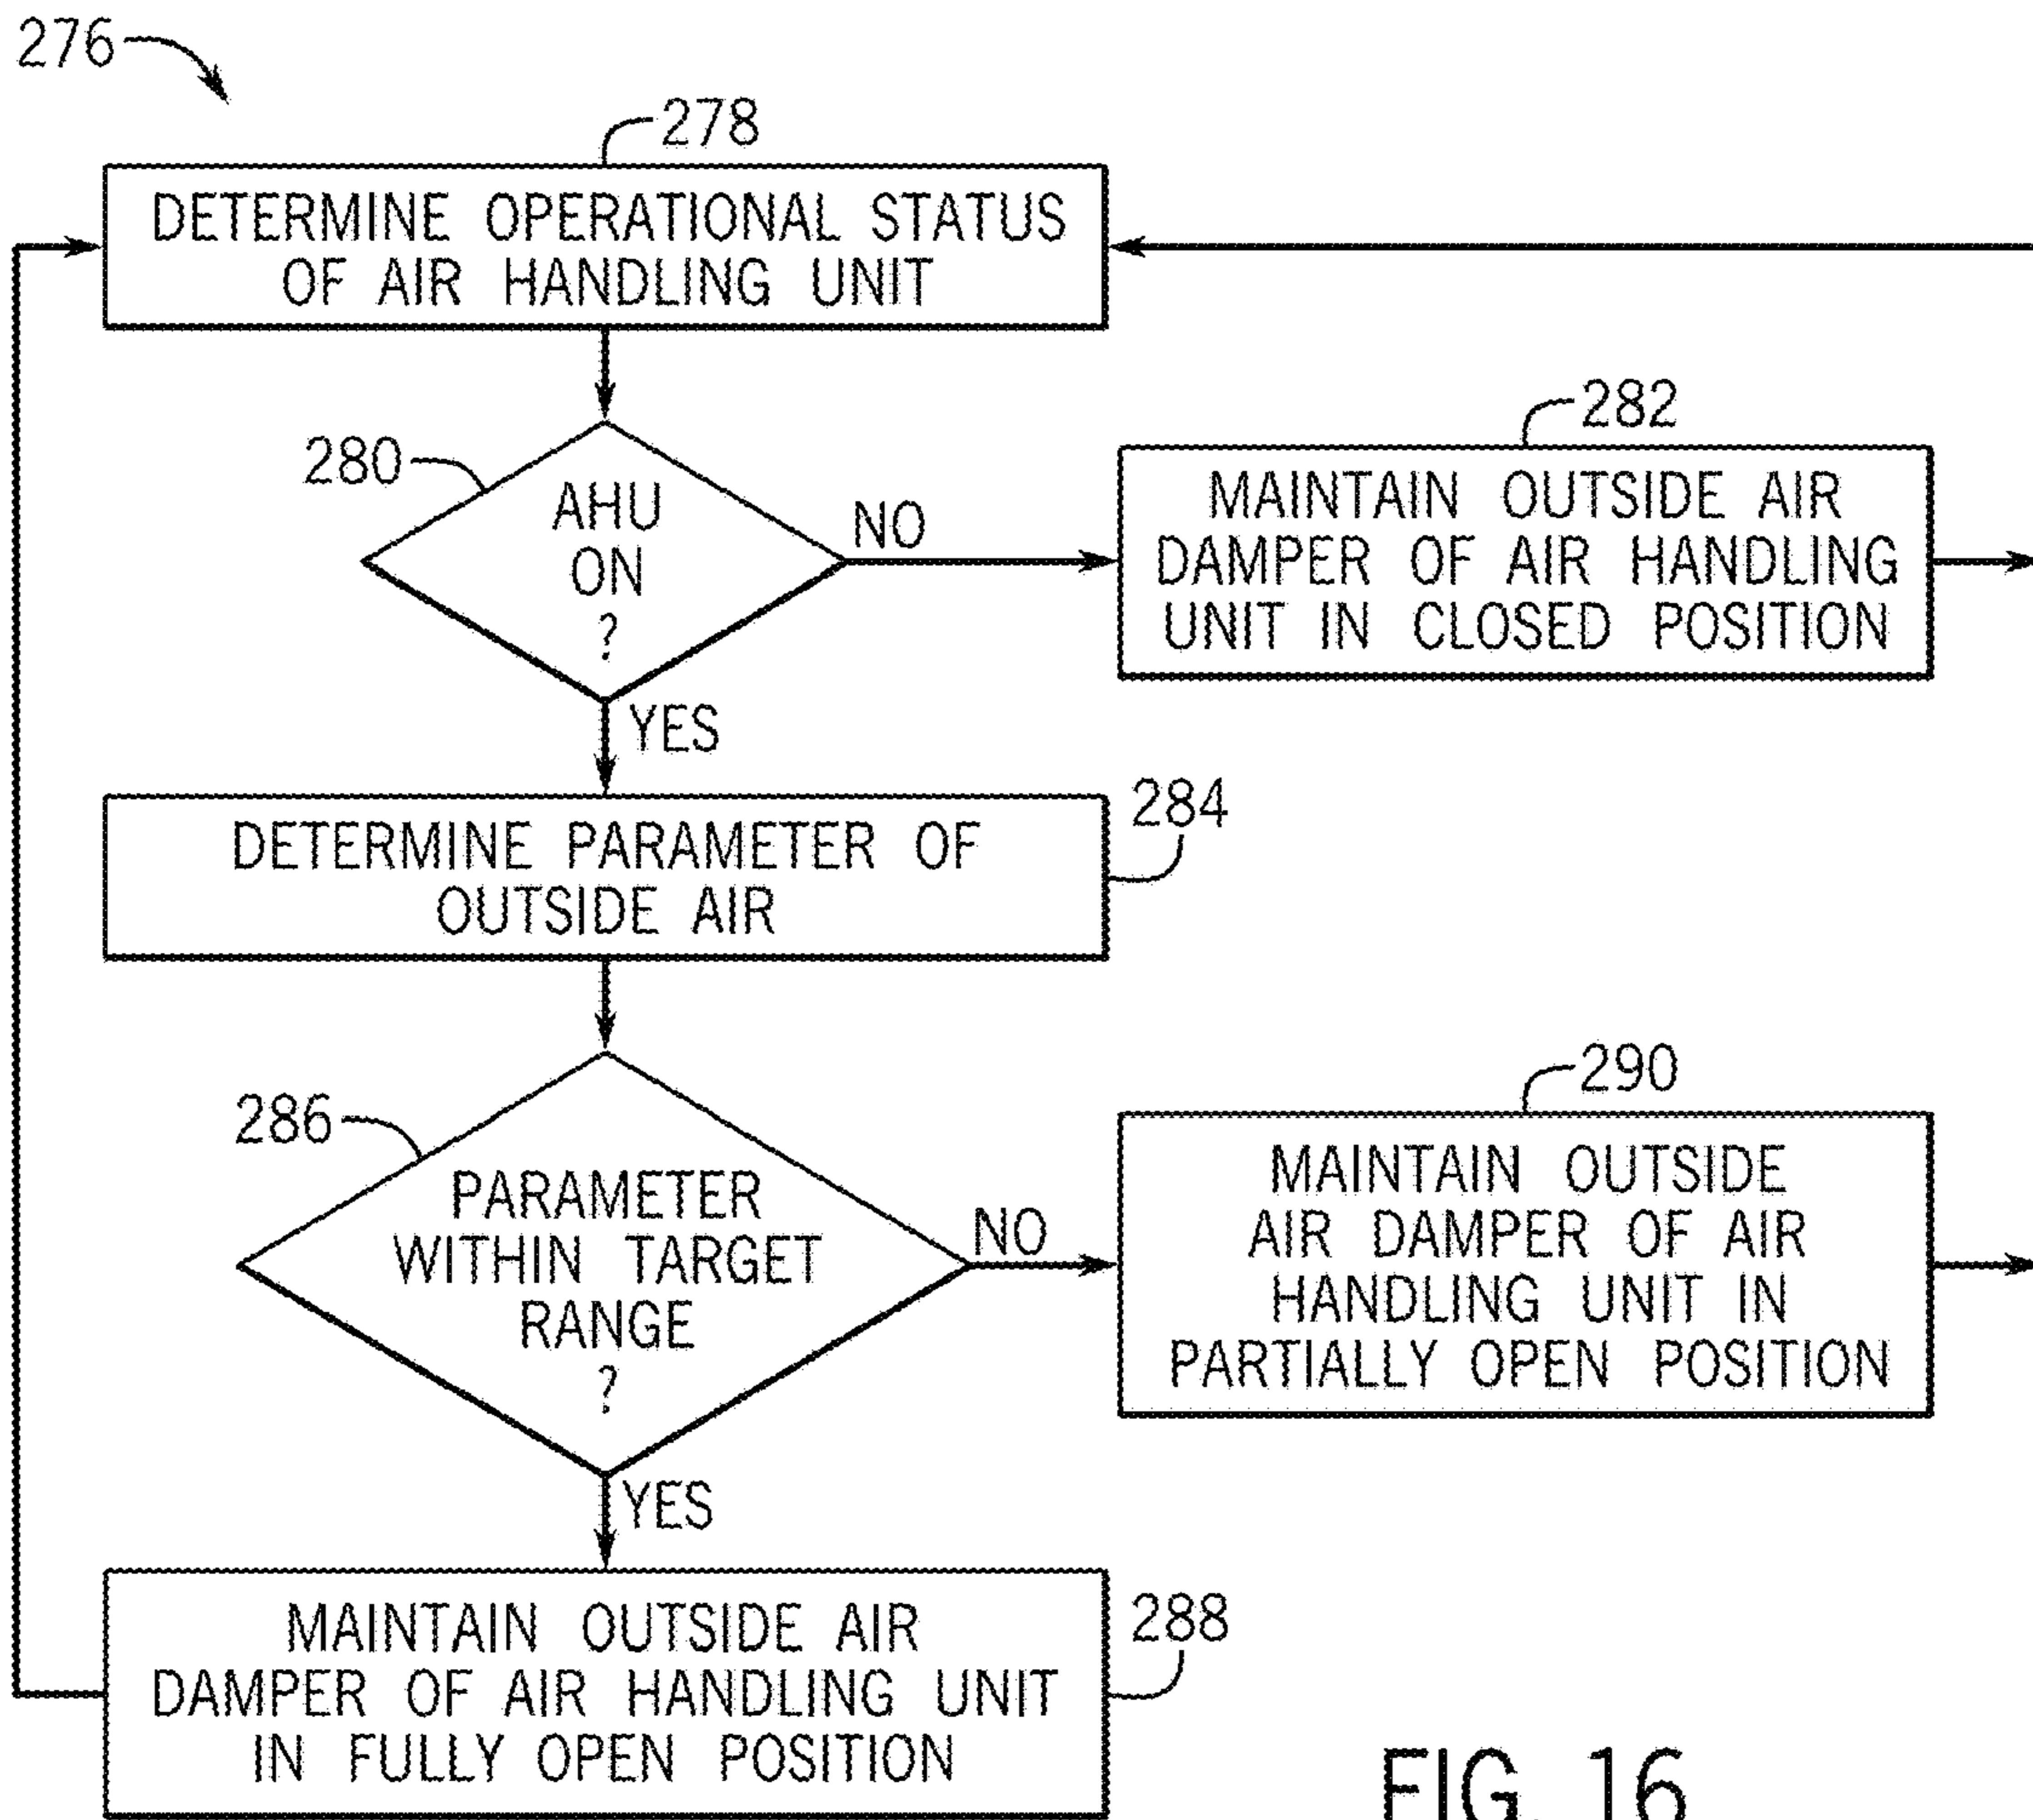 276
278
DETERMINE OPERATIONAL STATUS
OF AIR HANDLING UNIT
280
AHU
ON
?
NO
282
MAINTAIN OUTSIDE AIR
DAMPER OF AIR HANDLING
UNIT IN CLOSED POSITION
YES
284
DETERMINE PARAMETER OF
OUTSIDE AIR
286
PARAMETER
WITHIN TARGET
RANGE
?
NO
290
MAINTAIN OUTSIDE
AIR DAMPER OF AIR
HANDLING UNIT IN
PARTIALLY OPEN POSITION
YES
288
MAINTAIN OUTSIDE AIR
DAMPER OF AIR HANDLING UNIT
IN FULLY OPEN POSITION
FIG. 16